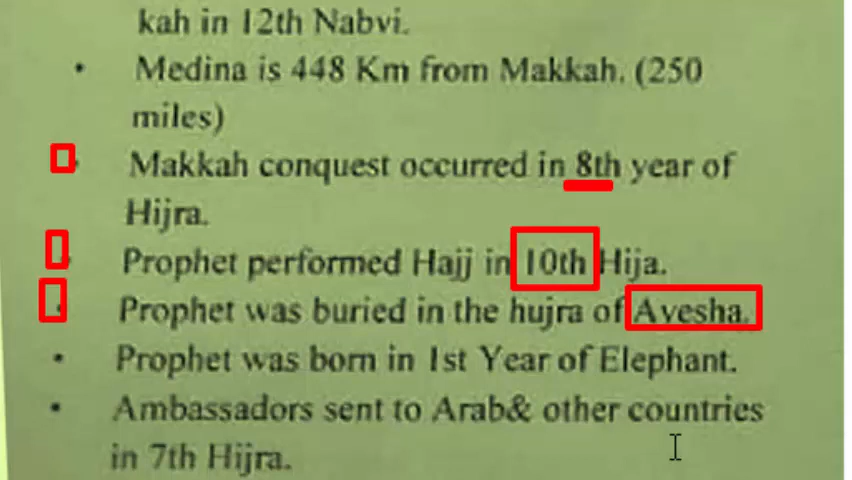 kah in 12th Nabvi.
• Medina is 448 Km from Makkah. (250
miles)
Makkah conquest occurred in 8th year of
Hijra.
Prophet performed Hajj in 10th Hija.
Prophet was buried in the hujra of Ayesha.
• Prophet was born in 1st Year of Elephant.
• Ambassadors sent to Arab& other countries
in 7th Hijra.